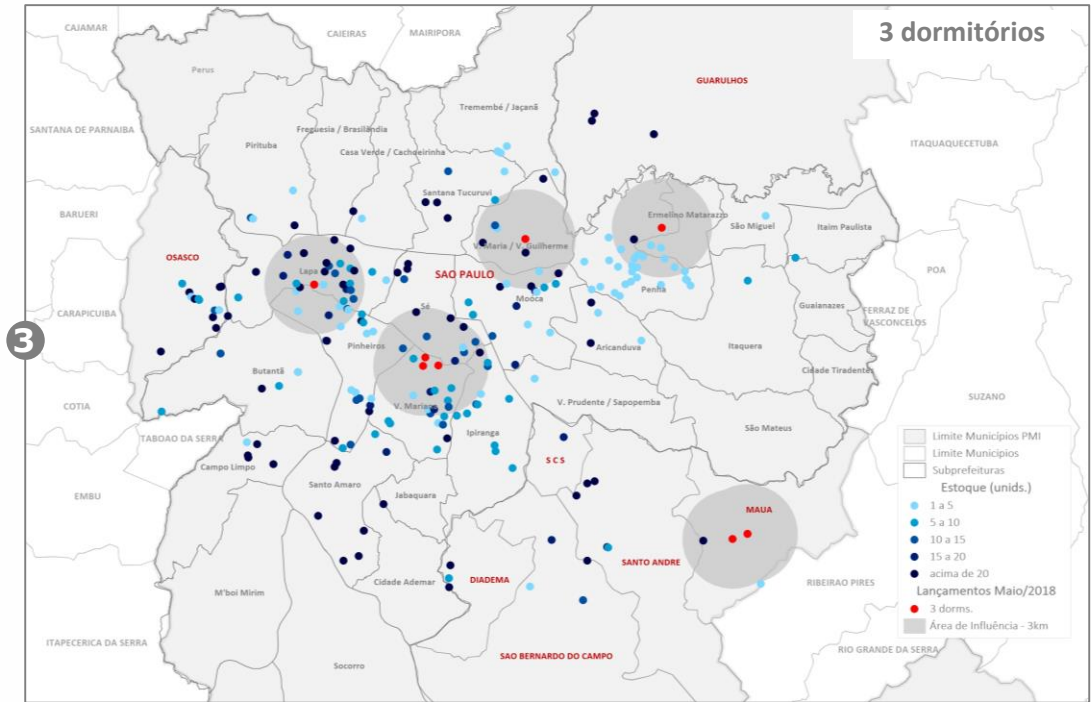 3 dormitórios
CAJAMAR
CAIEIRAS
MAIRIPORA
Perus
GUARULHOS
Tremembé / Jaçanã
SANTANA DE PARNAIBA
Freguesia / Brasilândia
Pirituba
Casa Verde / Cachoeirinha
ITAQUAQUECETUBA
Santana Tucuruvi
BARUERI
Ermelino Matarazzo
São Miguel
Itaim Paulista
V. Maria / V. Guilherme
OSASCO
Lapa
SAO PAULO
POA
Penha
Mooca
CARAPICUIBA
Sé
Guaianazes
FERRAZ DE
VASCONCELOS
3
Pinheiros
Aricanduva
Itaquera
Butantã
Cidade Tiradentes
COTIA
V. Mariana
V. Prudente / Sapopemba
SUZANO
TABOAO DA SERRA
Ipiranga
São Mateus
Campo Limpo
S C S
Santo Amaro
EMBU
Jabaquara
MAUA
Cidade Ademar
DIADEMA
SANTO ANDRE
RIBEIRAO PIRES
M'boi Mirim
ITAPECERICA DA SERRA
Socorro
SAO BERNARDO DO CAMPO
RIO GRANDE DA SERRA
Limite Municípios PMI
Limite Municípios
Subprefeituras
Estoque (unids.)
1 a 5
5 a 10
10 a 15
15 a 20
acima de 20
Lançamentos Maio/2018
3 dorms.
Área de Influência - 3km